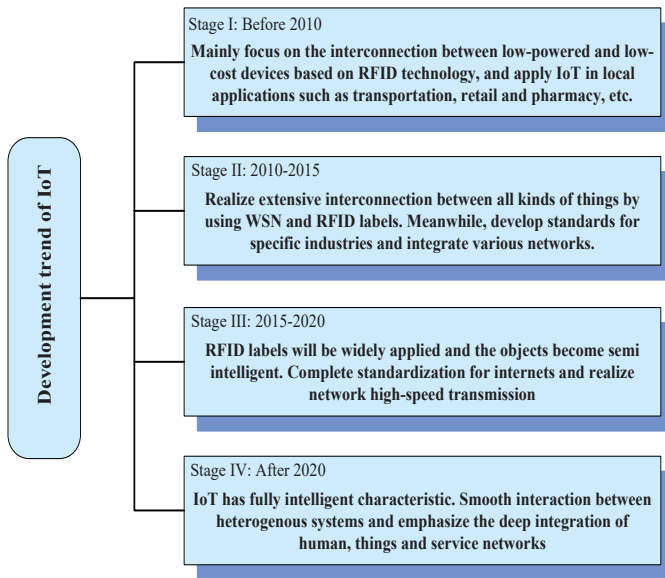 Development trend of IoT
Stage I: Before 2010
Mainly focus on the interconnection between low-powered and low-
cost devices based on RFID technology, and apply IoT in local
applications such as transportation, retail and pharmacy, etc.
Stage II: 2010-2015
Realize extensive interconnection between all kinds of things by
using WSN and RFID labels. Meanwhile, develop standards for
specific industries and integrate various networks.
Stage III: 2015-2020
RFID labels will be widely applied and the objects become semi
intelligent. Complete standardization for internets and realize
network high-speed transmission
Stage IV: After 2020
IoT has fully intelligent characteristic. Smooth interaction between
heterogenous systems and emphasize the deep integration of
human, things and service networks